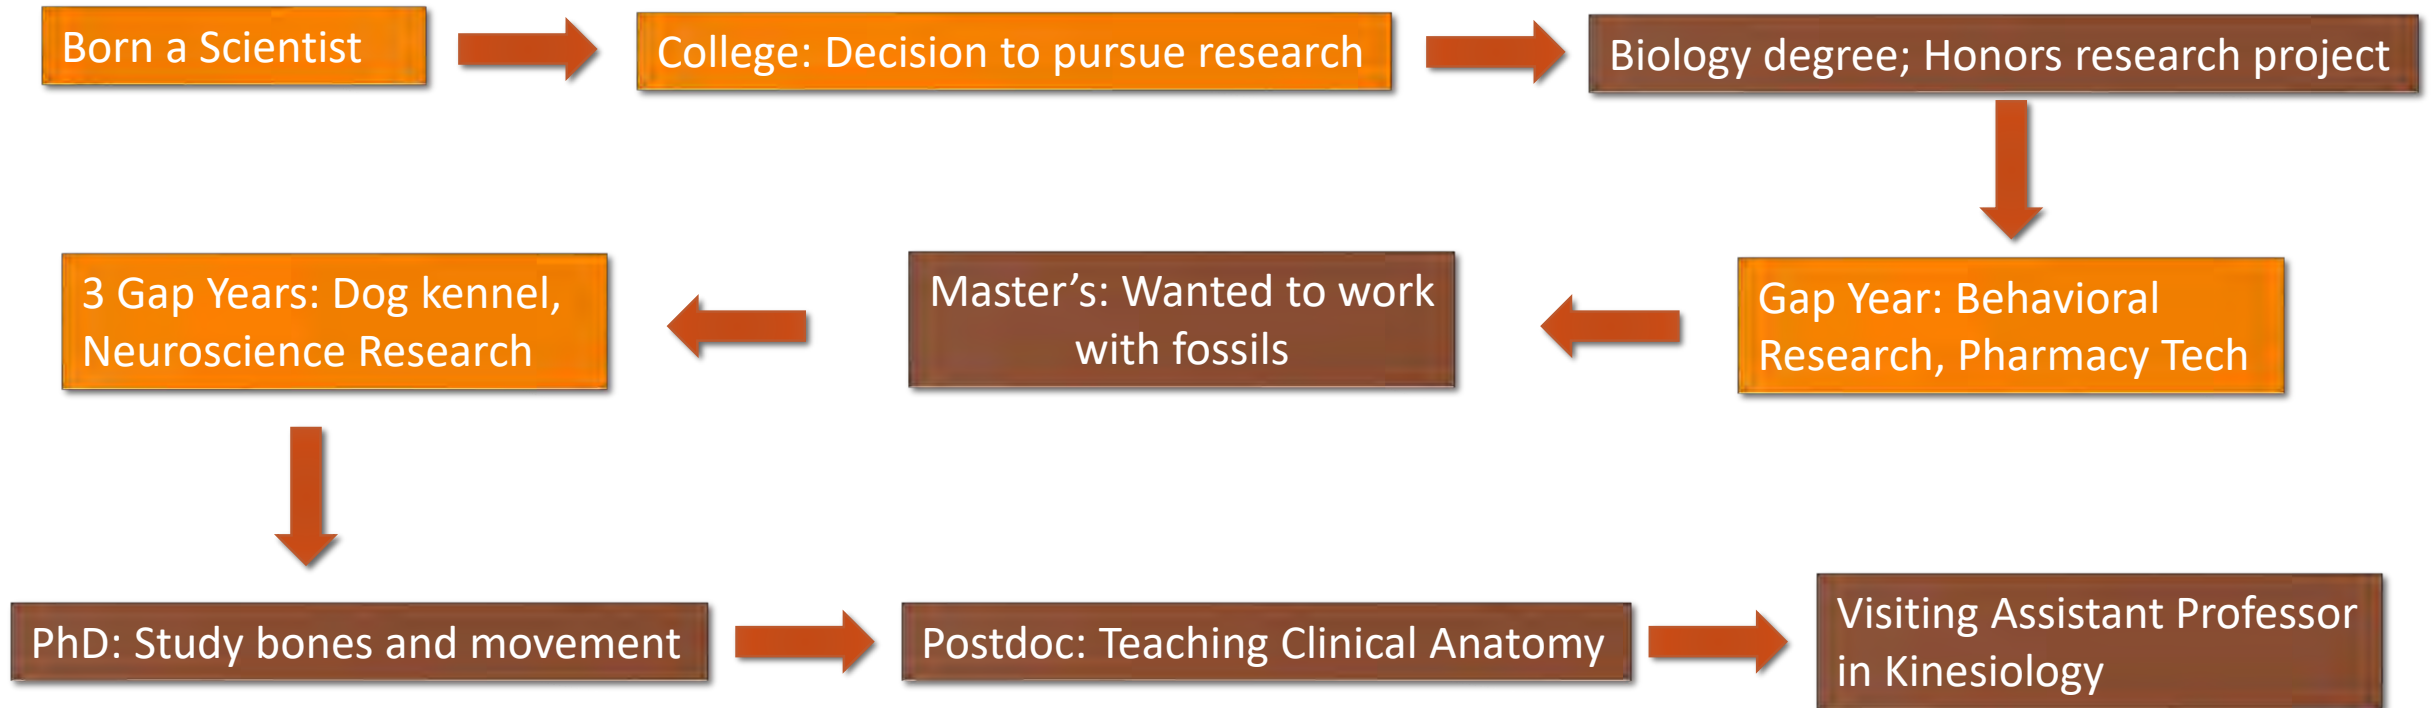 Born a Scientist
College: Decision to pursue research
Biology degree; Honors research project
Gap Year: Behavioral
Research, Pharmacy Tech
Master’s: Wanted to work
with fossils
3 Gap Years: Dog kennel,
Neuroscience Research
PhD: Study bones and movement
Postdoc: Teaching Clinical Anatomy
Visiting Assistant Professor
in Kinesiology